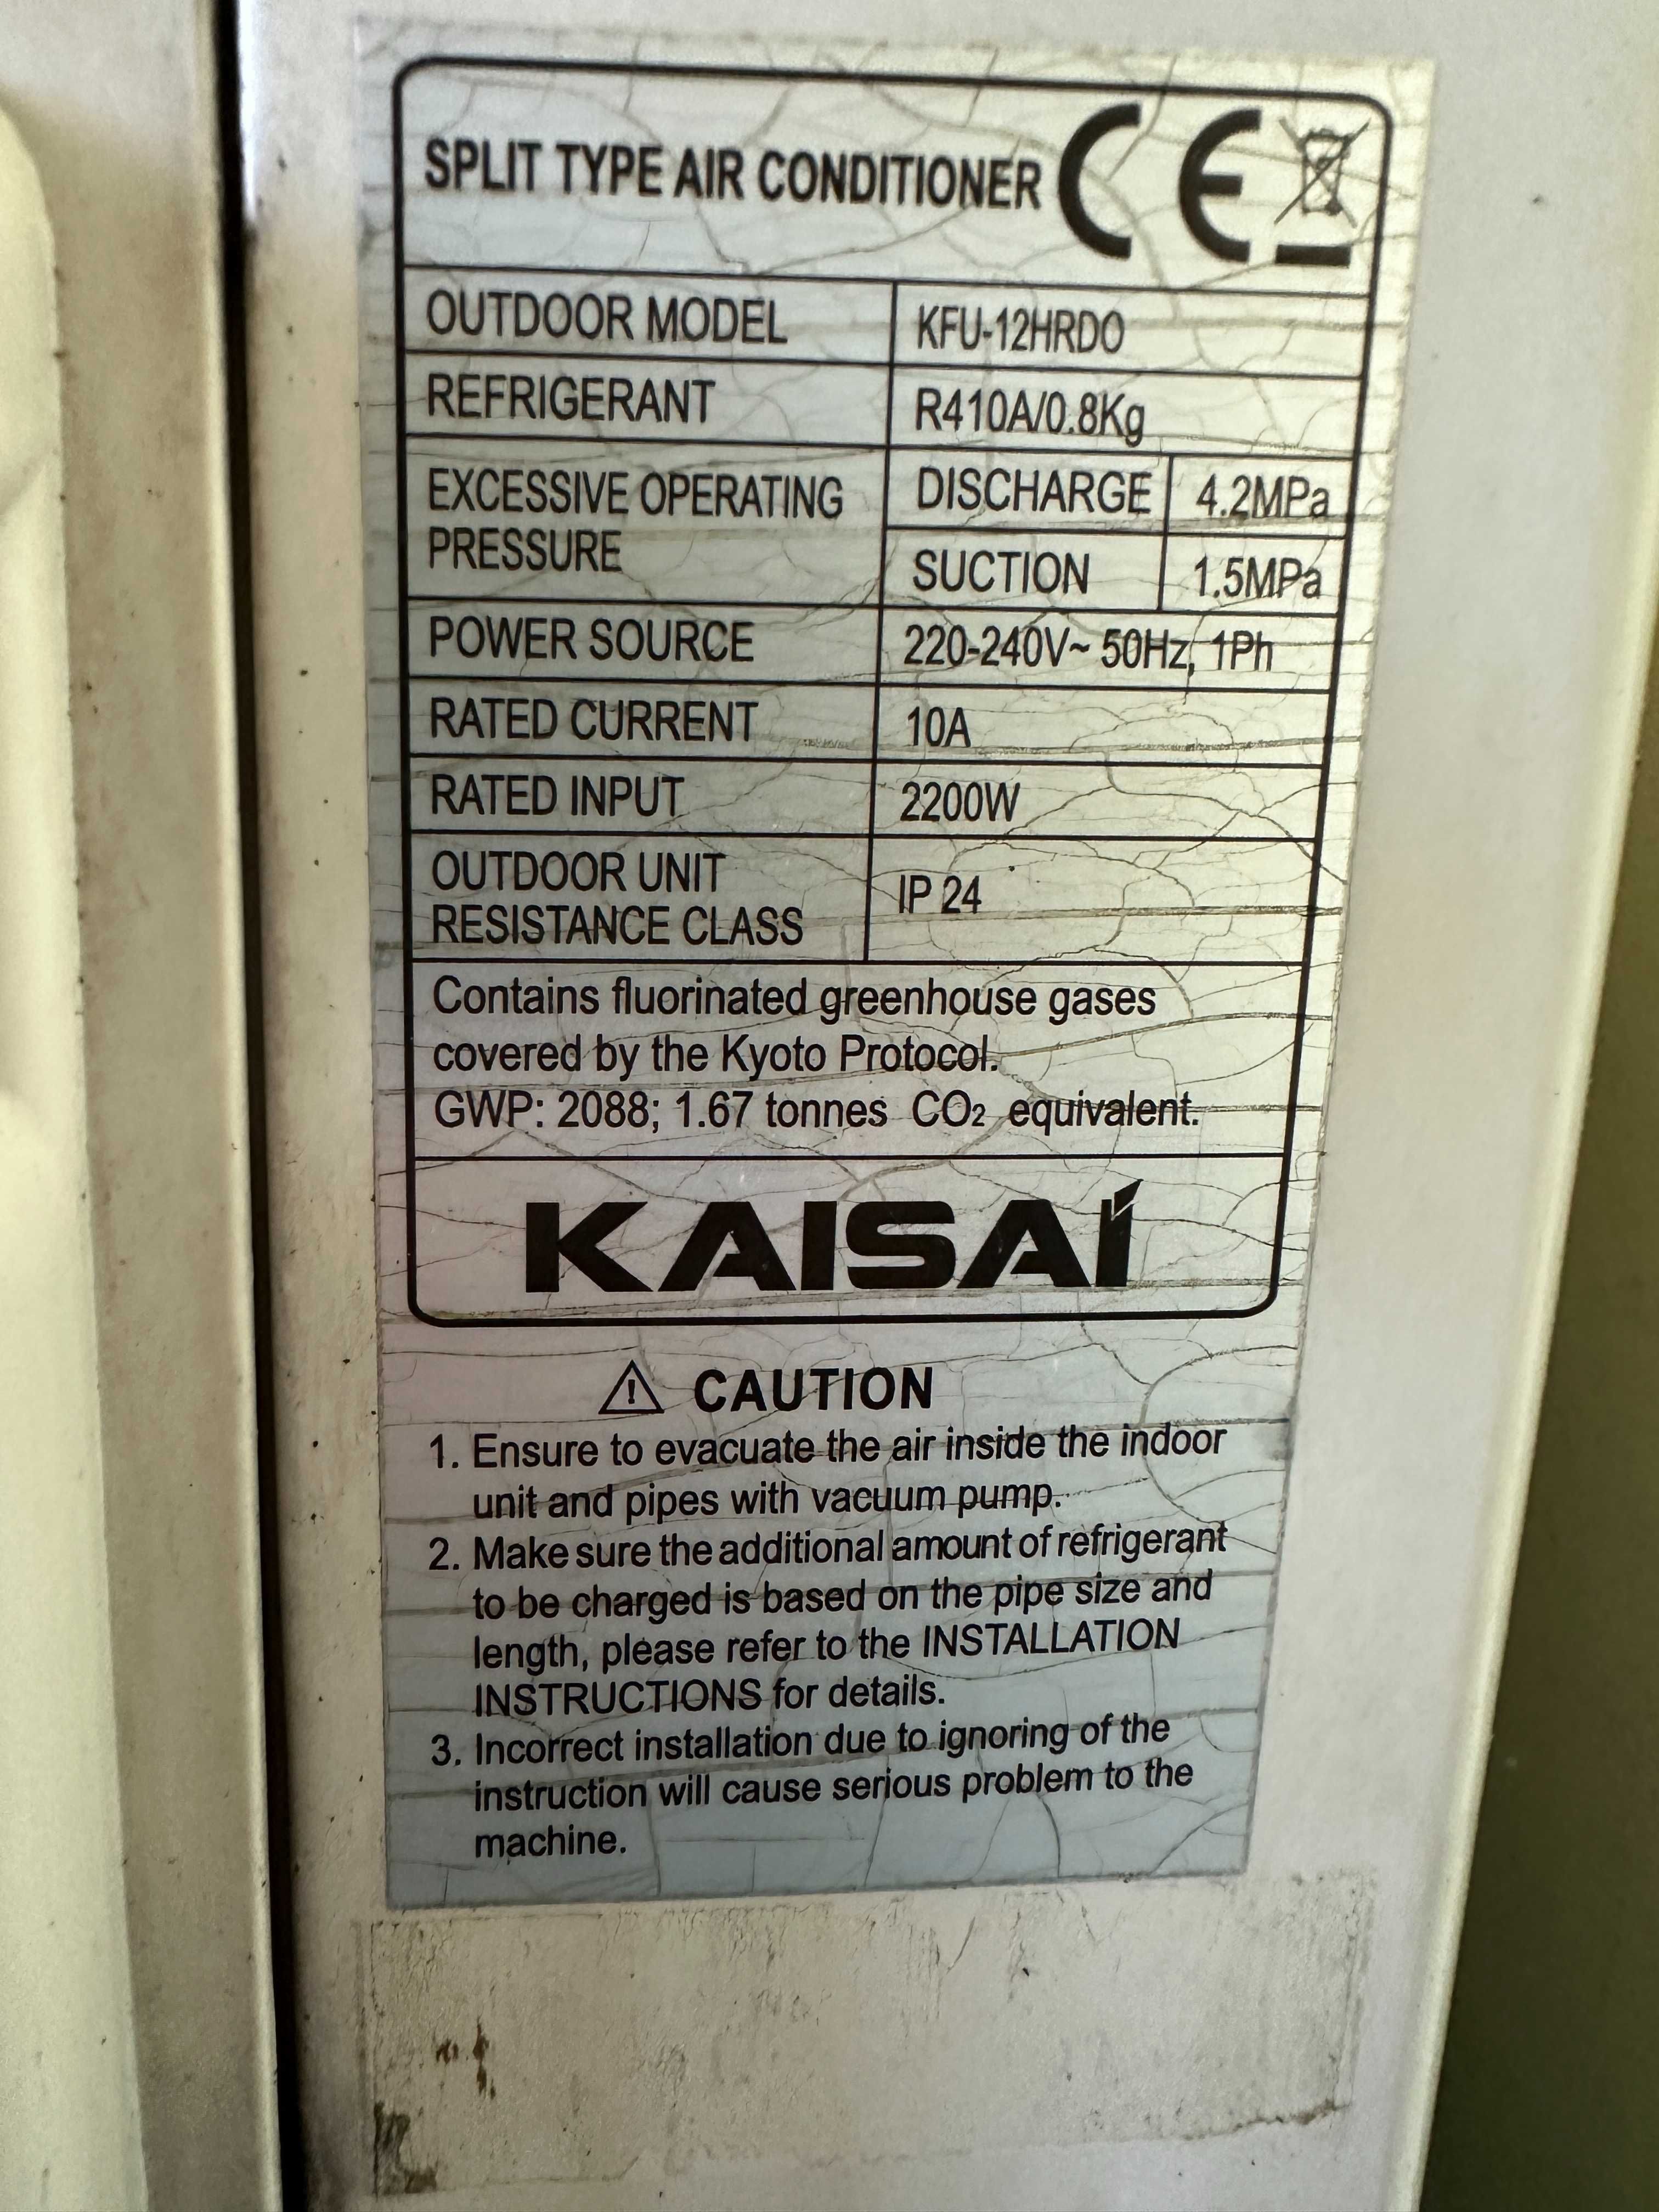 SPLIT TYPE AIR CONDITIONER CE
OUTDOOR MODEL KFU-12HRDO
REFRIGERANT R410A/0.8Kg
EXCESSIVE OPERATING PRESSURE DISCHARGE 4.2MPa
SUCTION 1.5MPa
POWER SOURCE 220-240V~ 50Hz, 1Ph
RATED CURRENT 10A
RATED INPUT 2200W
OUTDOOR UNIT
RESISTANCE CLASS IP 24
Contains fluorinated greenhouse gases
covered by the Kyoto Protocol.
GWP: 2088; 1.67 tonnes CO₂ equivalent.
KAISAI
⚠ CAUTION
1. Ensure to evacuate the air inside the indoor
unit and pipes with vacuum pump.
2. Make sure the additional amount of refrigerant
to be charged is based on the pipe size and
length, please refer to the INSTALLATION
INSTRUCTIONS for details.
3. Incorrect installation due to ignoring of the
instruction will cause serious problem to the
machine.